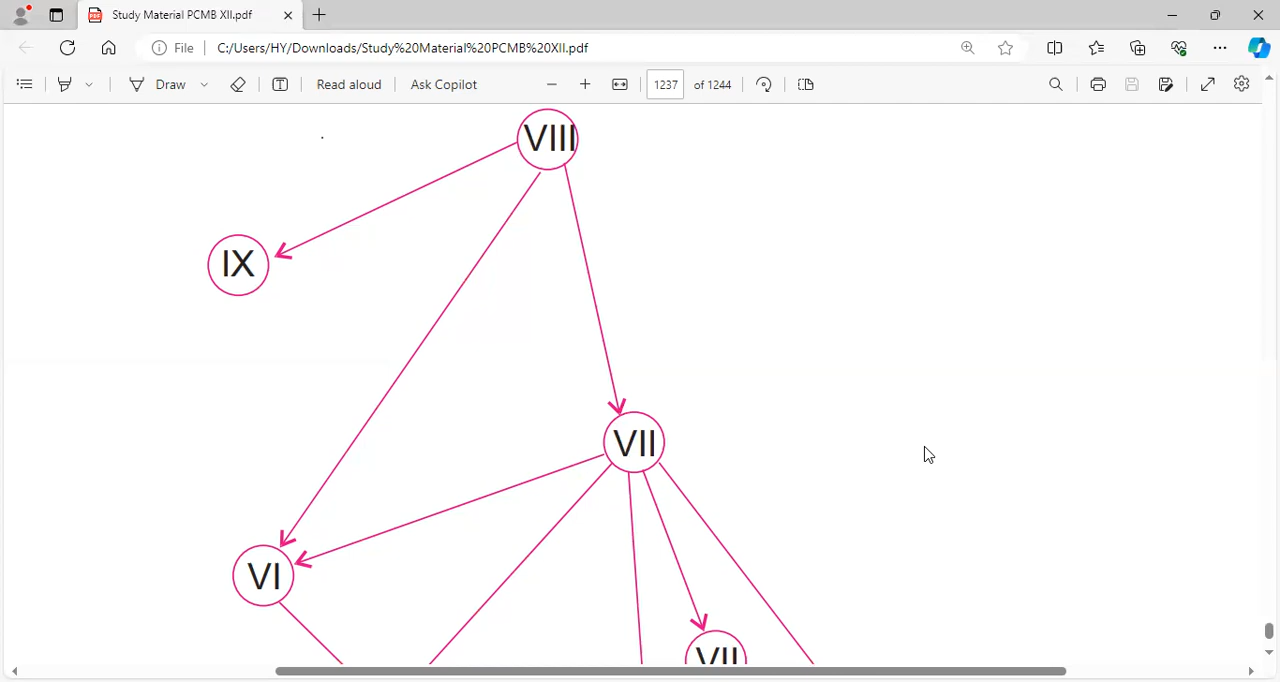 Study Material PCMB XII.pdf
File
C:/Users/HY/Downloads/Study%20Material%20PCMB%20XII.pdf
Draw
Read aloud
Ask Copilot
1237 of 1244
VIII
IX
VII
VI
VII